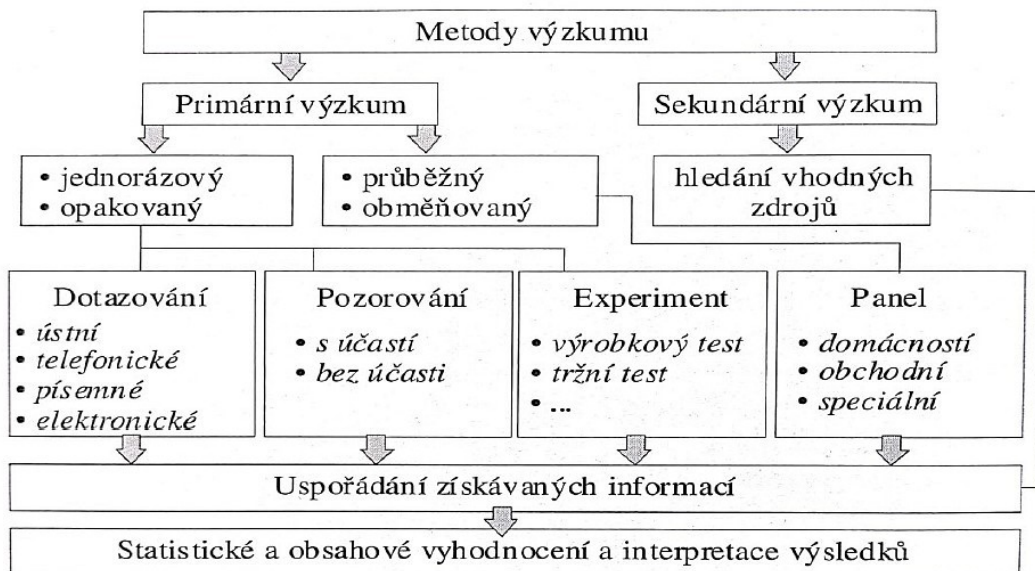 Metody výzkumu
Primární výzkum
Sekundární výzkum
• jednorázový
• opakovaný
• průběžný
• obměňovaný
hledání vhodných
zdrojů
Dotazování
• ústní
• telefonické
• písemné
• elektronické
Pozorování
• s účastí
• bez účasti
Experiment
• výrobkový test
• tržní test
• ...
Panel
• domácností
• obchodní
• speciální
Uspořádání získávaných informací
Statistické a obsahové vyhodnocení a interpretace výsledků